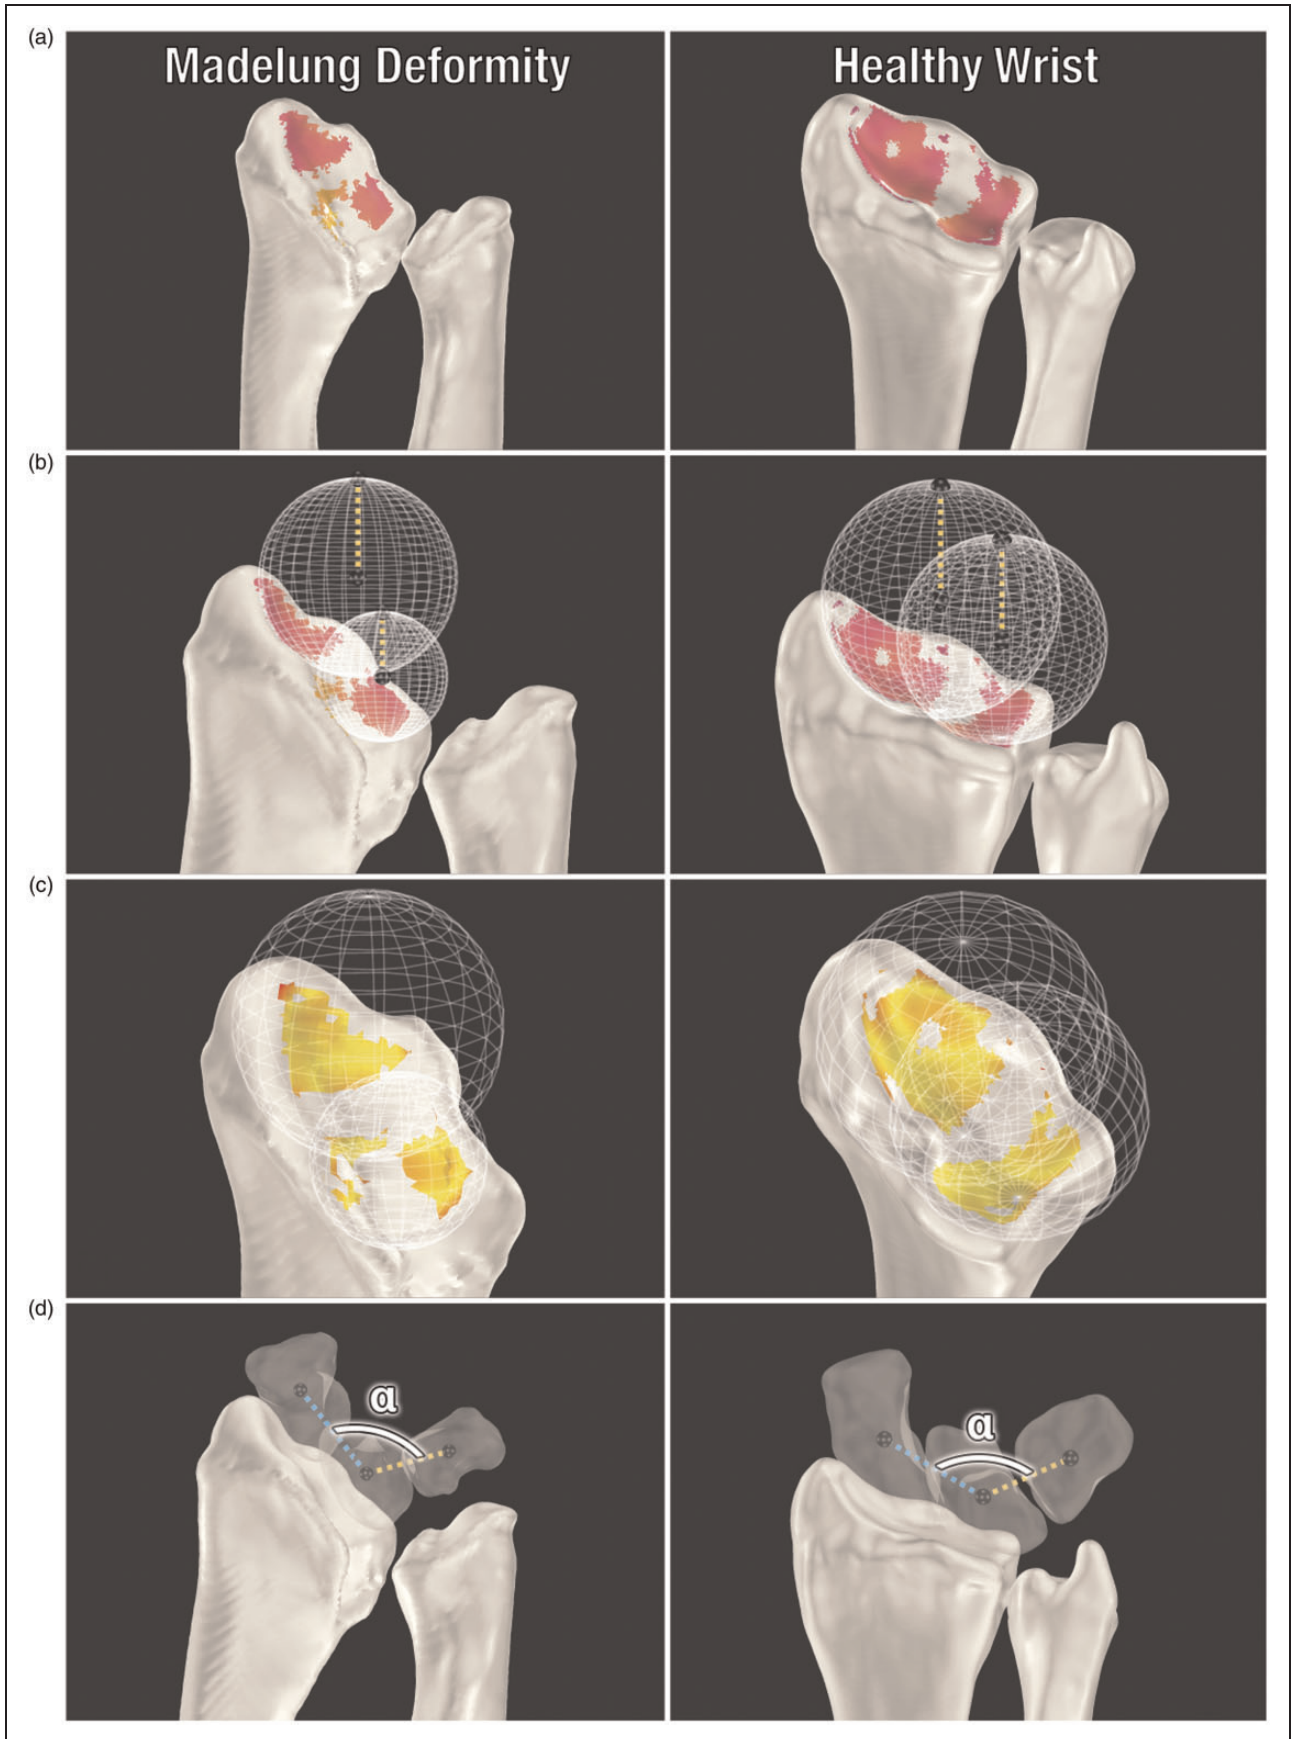 (a)
Madelung Deformity
Healthy Wrist
(b)
(c)
(d)
α
α